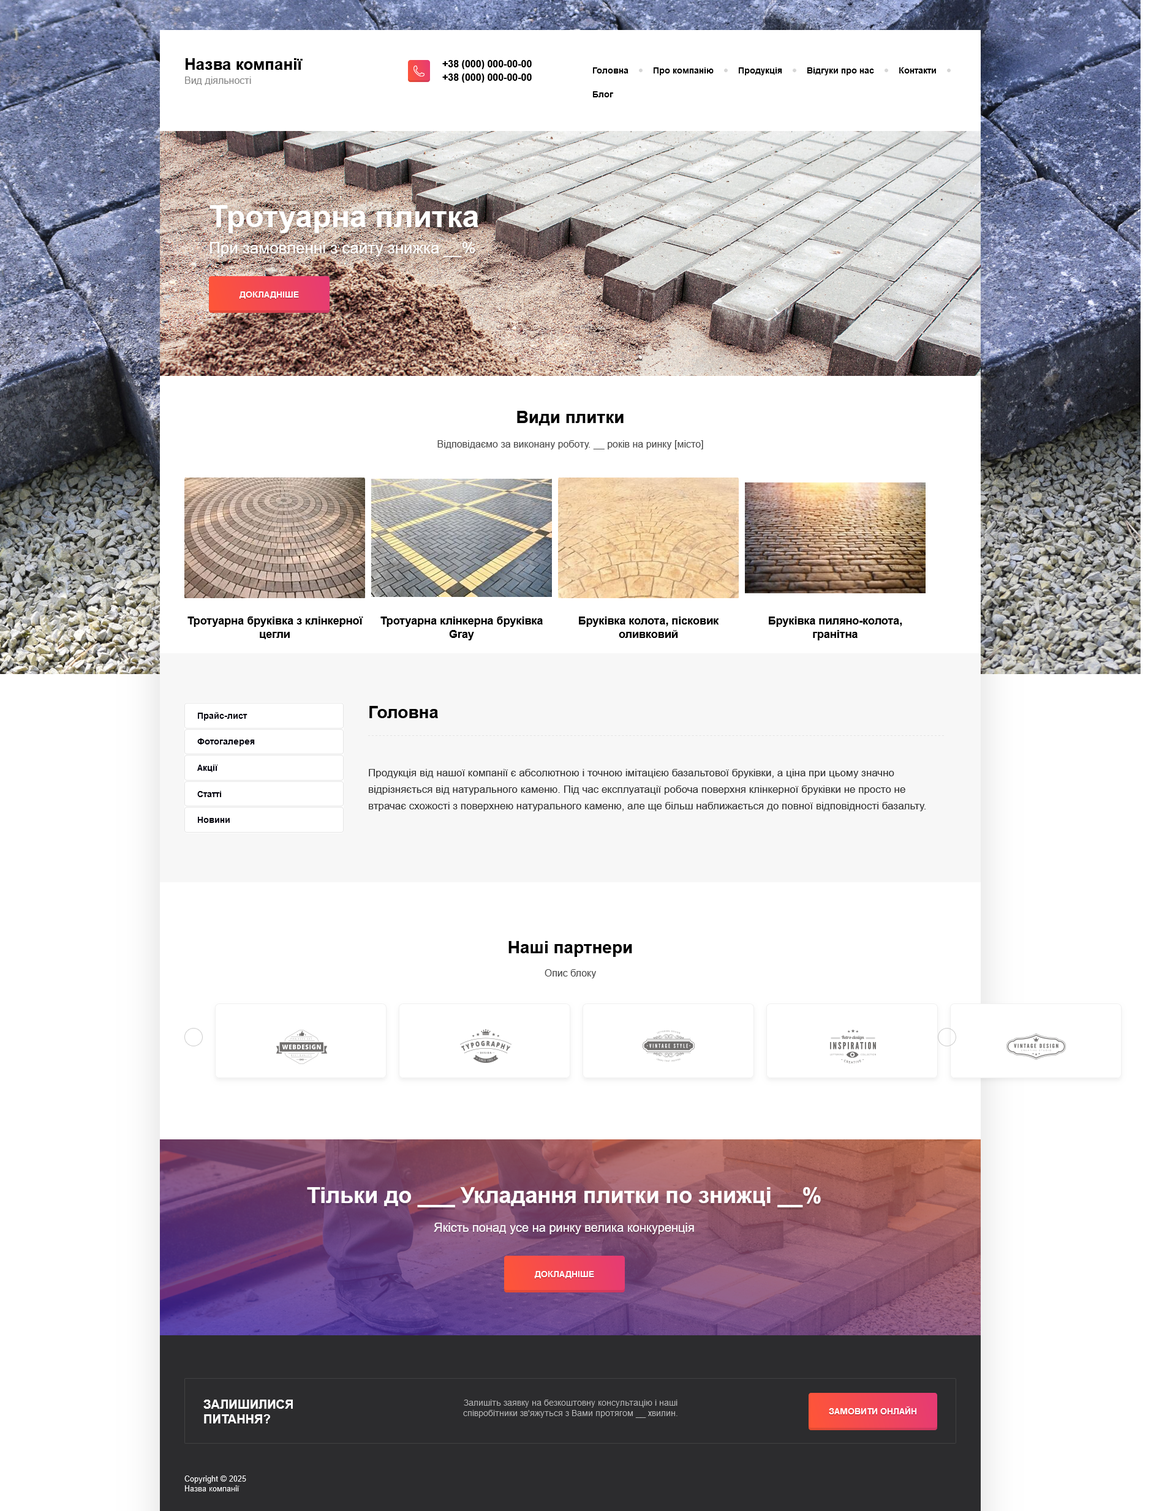 Назва компанії
Вид діяльності
+38 (000) 000-00-00
+38 (000) 000-00-00
Головна
Про компанію
Продукція
Відгуки про нас
Контакти
Блог
Тротуарна плитка
При замовленні з сайту знижка __%
ДОКЛАДНІШЕ
Види плитки
Відповідаємо за виконану роботу. __ років на ринку [місто]
Тротуарна бруківка з клінкерної
цегли
Тротуарна клінкерна бруківка
Gray
Бруківка колота, пісковик
оливковий
Бруківка пиляно-колота,
гранітна
Прайс-лист
Фотогалерея
Акції
Статті
Новини
Головна
Продукція від нашої компанії є абсолютною і точною імітацією базальтової бруківки, а ціна при цьому значно
відрізняється від натурального каменю. Під час експлуатації робоча поверхня клінкерної бруківки не просто не
втрачає схожості з поверхнею натурального каменю, але ще більш наближається до повної відповідності базальту.
Наші партнери
Опис блоку
WEBDESIGN
TYPOGRAPHY
VINTAGE STYLE
Retro design
INSPIRATION
CREATIVE
VINTAGE DESIGN
Тільки до ___ Укладання плитки по знижці __%
Якість понад усе на ринку велика конкуренція
ДОКЛАДНІШЕ
ЗАЛИШИЛИСЯ
ПИТАННЯ?
Залишіть заявку на безкоштовну консультацію і наші
співробітники зв'яжуться з Вами протягом __ хвилин.
ЗАМОВИТИ ОНЛАЙН
Copyright © 2025
Назва компанії